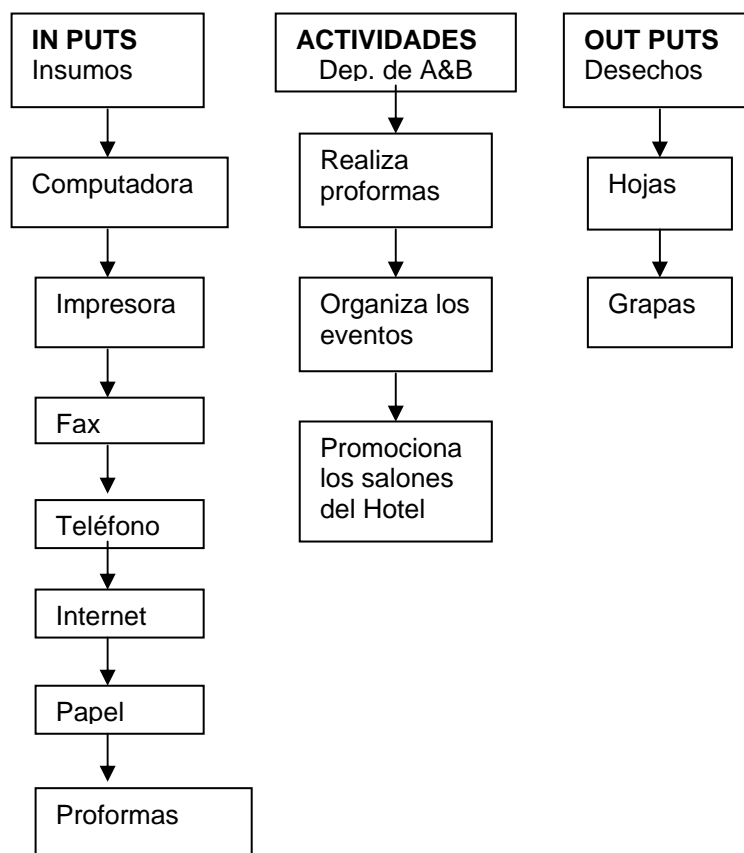 IN PUTS
Insumos
Computadora
Impresora
Fax
Teléfono
Internet
Papel
Proformas
ACTIVIDADES
Dep. de A&B
Realiza
proformas
Organiza los
eventos
Promociona
los salones
del Hotel
OUT PUTS
Desechos
Hojas
Grapas